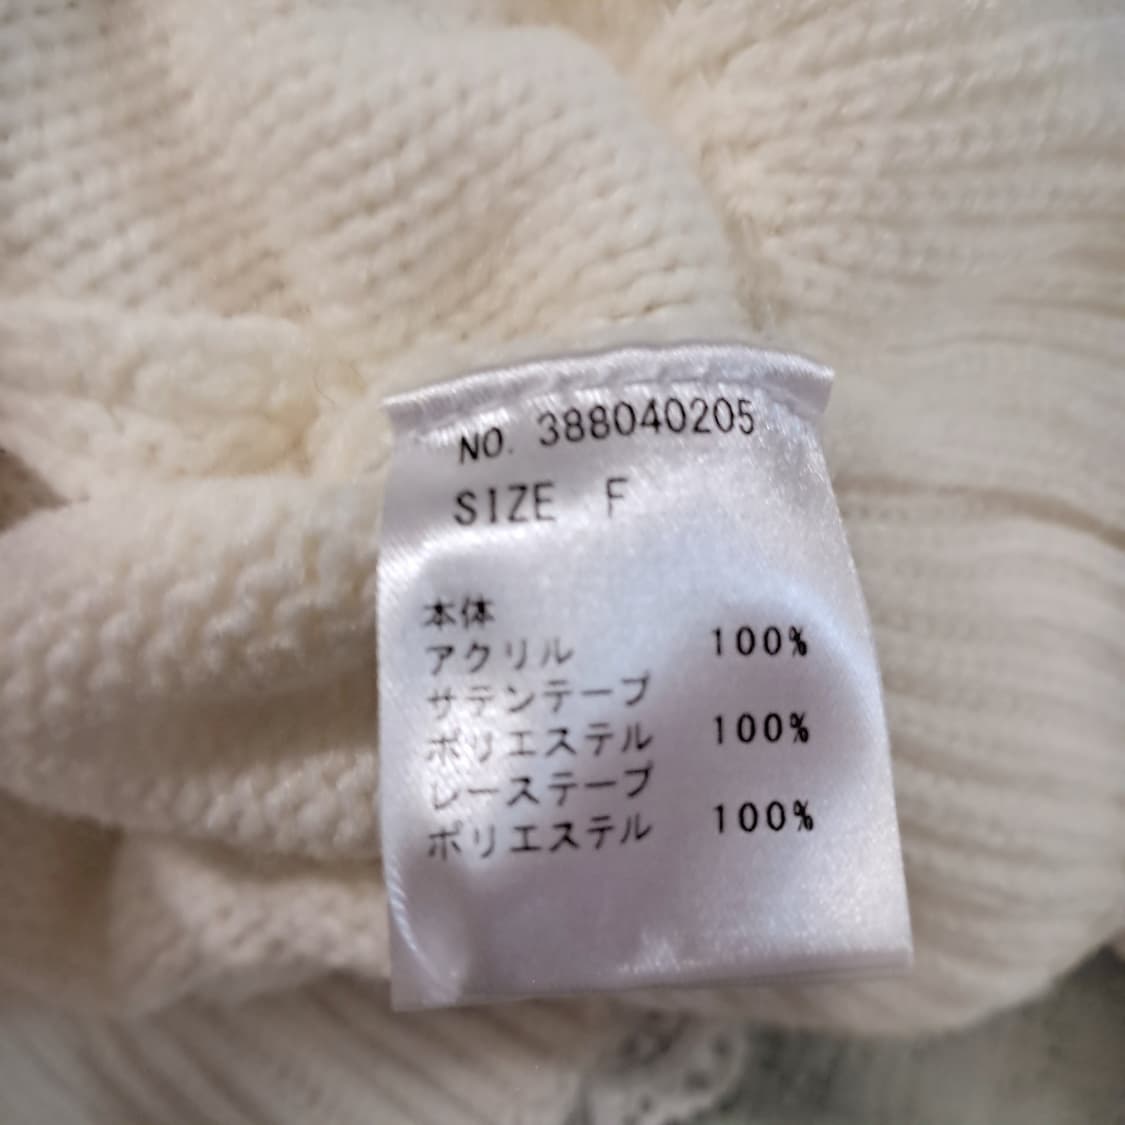 NO. 388040205
SIZE F
本体
アクリル 100%
サテンテープ
ポリエステル 100%
レーステープ
ポリエステル 100%